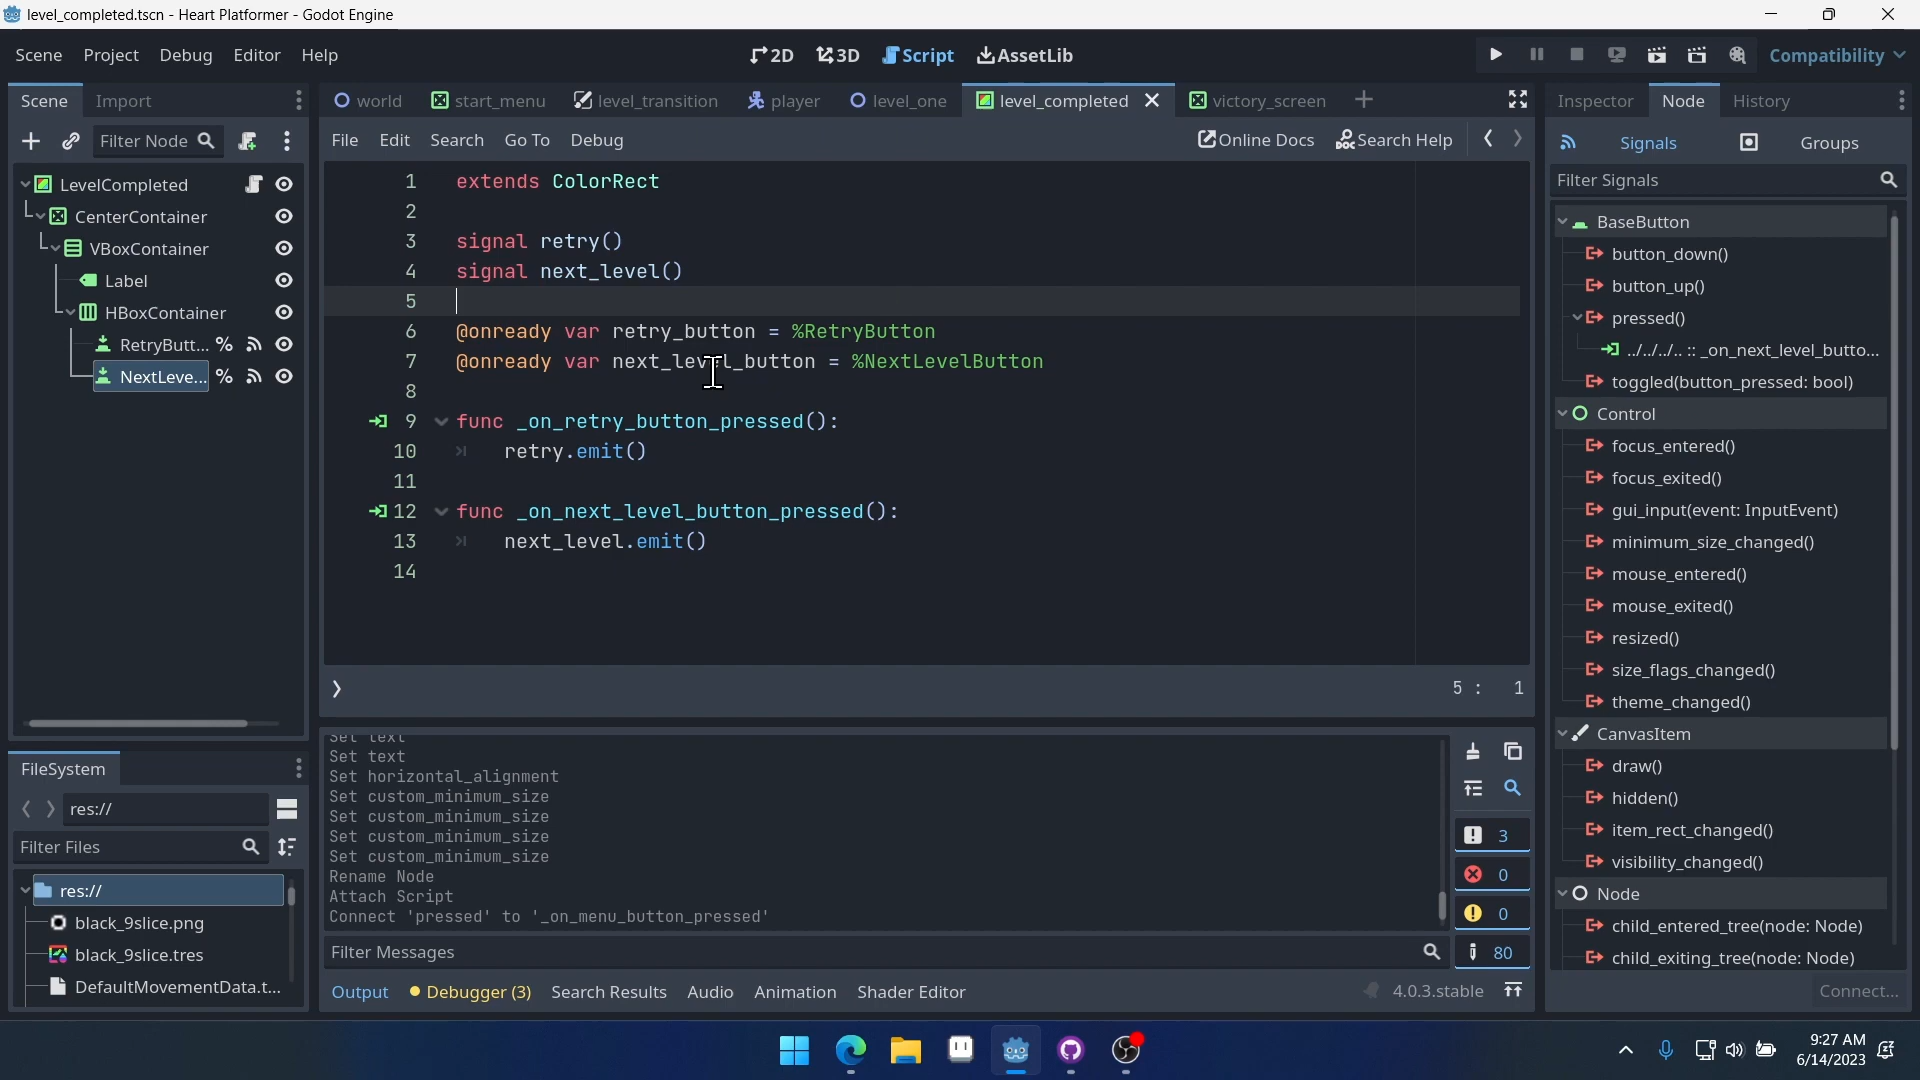 level_completed.tscn - Heart Platformer - Godot Engine
Scene Project Debug Editor Help 2D 3D Script AssetLib Compatibility
Scene Import world start_menu level_transition player level_one level_completed victory_screen Inspector Node History
Filter Node File Edit Search Go To Debug Online Docs Search Help Signals Groups
Filter Signals
LevelCompleted
CenterContainer
VBoxContainer
Label
HBoxContainer
RetryButt... %
NextLeve... %
1 extends ColorRect
2
3 signal retry()
4 signal next_level()
5
6 @onready var retry_button = %RetryButton
7 @onready var next_level_button = %NextLevelButton
8
9 func _on_retry_button_pressed():
10 retry.emit()
11
12 func _on_next_level_button_pressed():
13 next_level.emit()
14
5 : 1
BaseButton
button_down()
button_up()
pressed()
../../../.. :: _on_next_level_butto...
toggled(button_pressed: bool)
Control
focus_entered()
focus_exited()
gui_input(event: InputEvent)
minimum_size_changed()
mouse_entered()
mouse_exited()
resized()
size_flags_changed()
theme_changed()
CanvasItem
draw()
hidden()
item_rect_changed()
visibility_changed()
Node
child_entered_tree(node: Node)
child_exiting_tree(node: Node)
Connect...
FileSystem
res://
Filter Files
res://
black_9slice.png
black_9slice.tres
DefaultMovementData.t...
Set text
Set text
Set horizontal_alignment
Set custom_minimum_size
Set custom_minimum_size
Set custom_minimum_size
Set custom_minimum_size
Rename Node
Attach Script
Connect 'pressed' to '_on_menu_button_pressed'
3
0
0
80
Filter Messages
Output Debugger (3) Search Results Audio Animation Shader Editor 4.0.3.stable
9:27 AM
6/14/2023